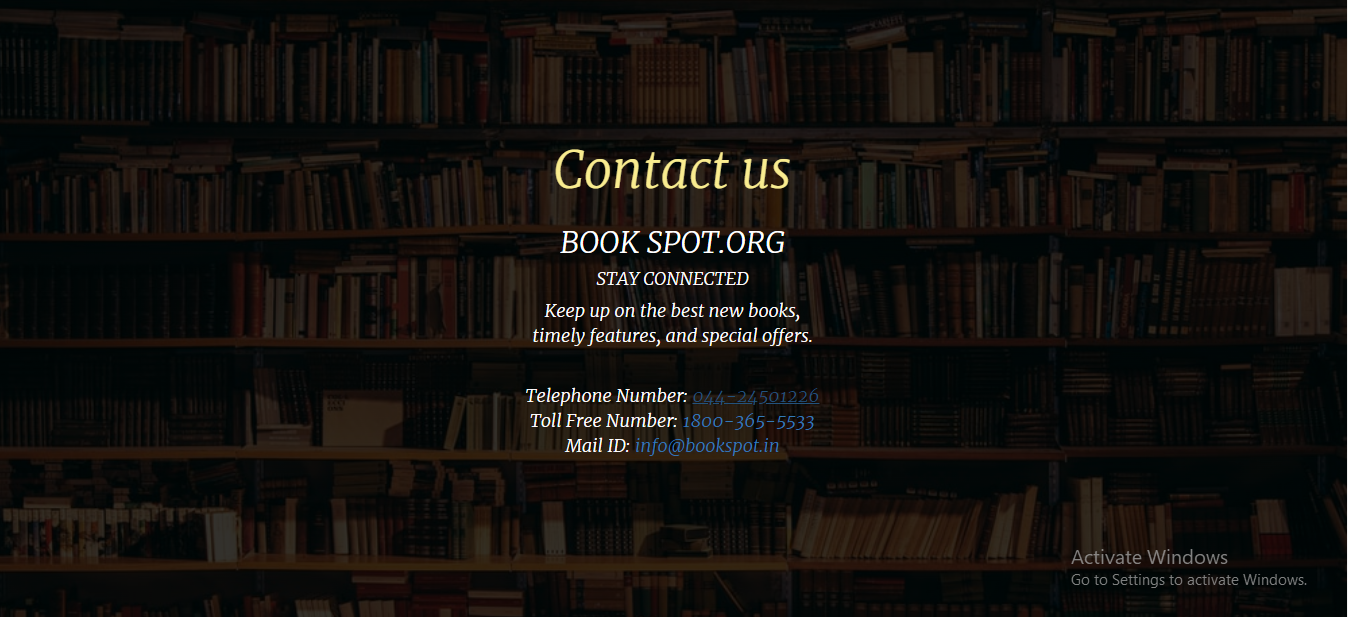 Contact us
BOOK SPOT.ORG
STAY CONNECTED
Keep up on the best new books,
timely features, and special offers.
Telephone Number: 044-24501226
Toll Free Number: 1800-365-5533
Mail ID: info@bookspot.in
Activate Windows
Go to Settings to activate Windows.